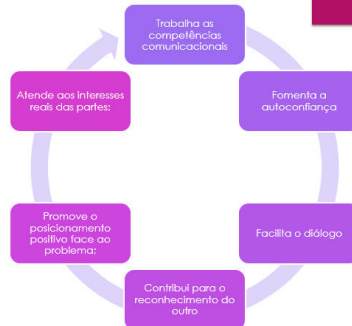 Trabalha as
competências
comunicacionais
Fomenta a
autoconfiança
Facilita o diálogo
Contribui para o
reconhecimento do
outro
Promove o
posicionamento
positivo face ao
problema;
Atende aos interesses
reais das partes;